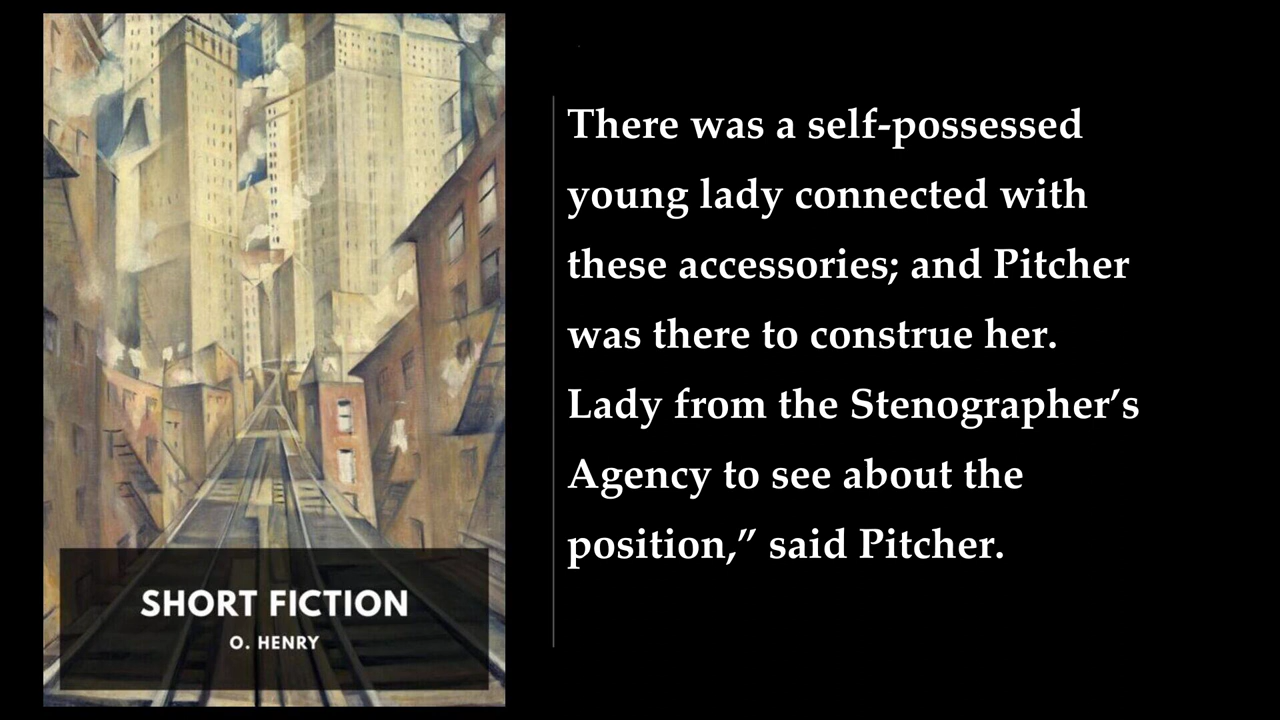 SHORT FICTION
O. HENRY
There was a self-possessed
young lady connected with
these accessories; and Pitcher
was there to construe her.
Lady from the Stenographer’s
Agency to see about the
position,” said Pitcher.